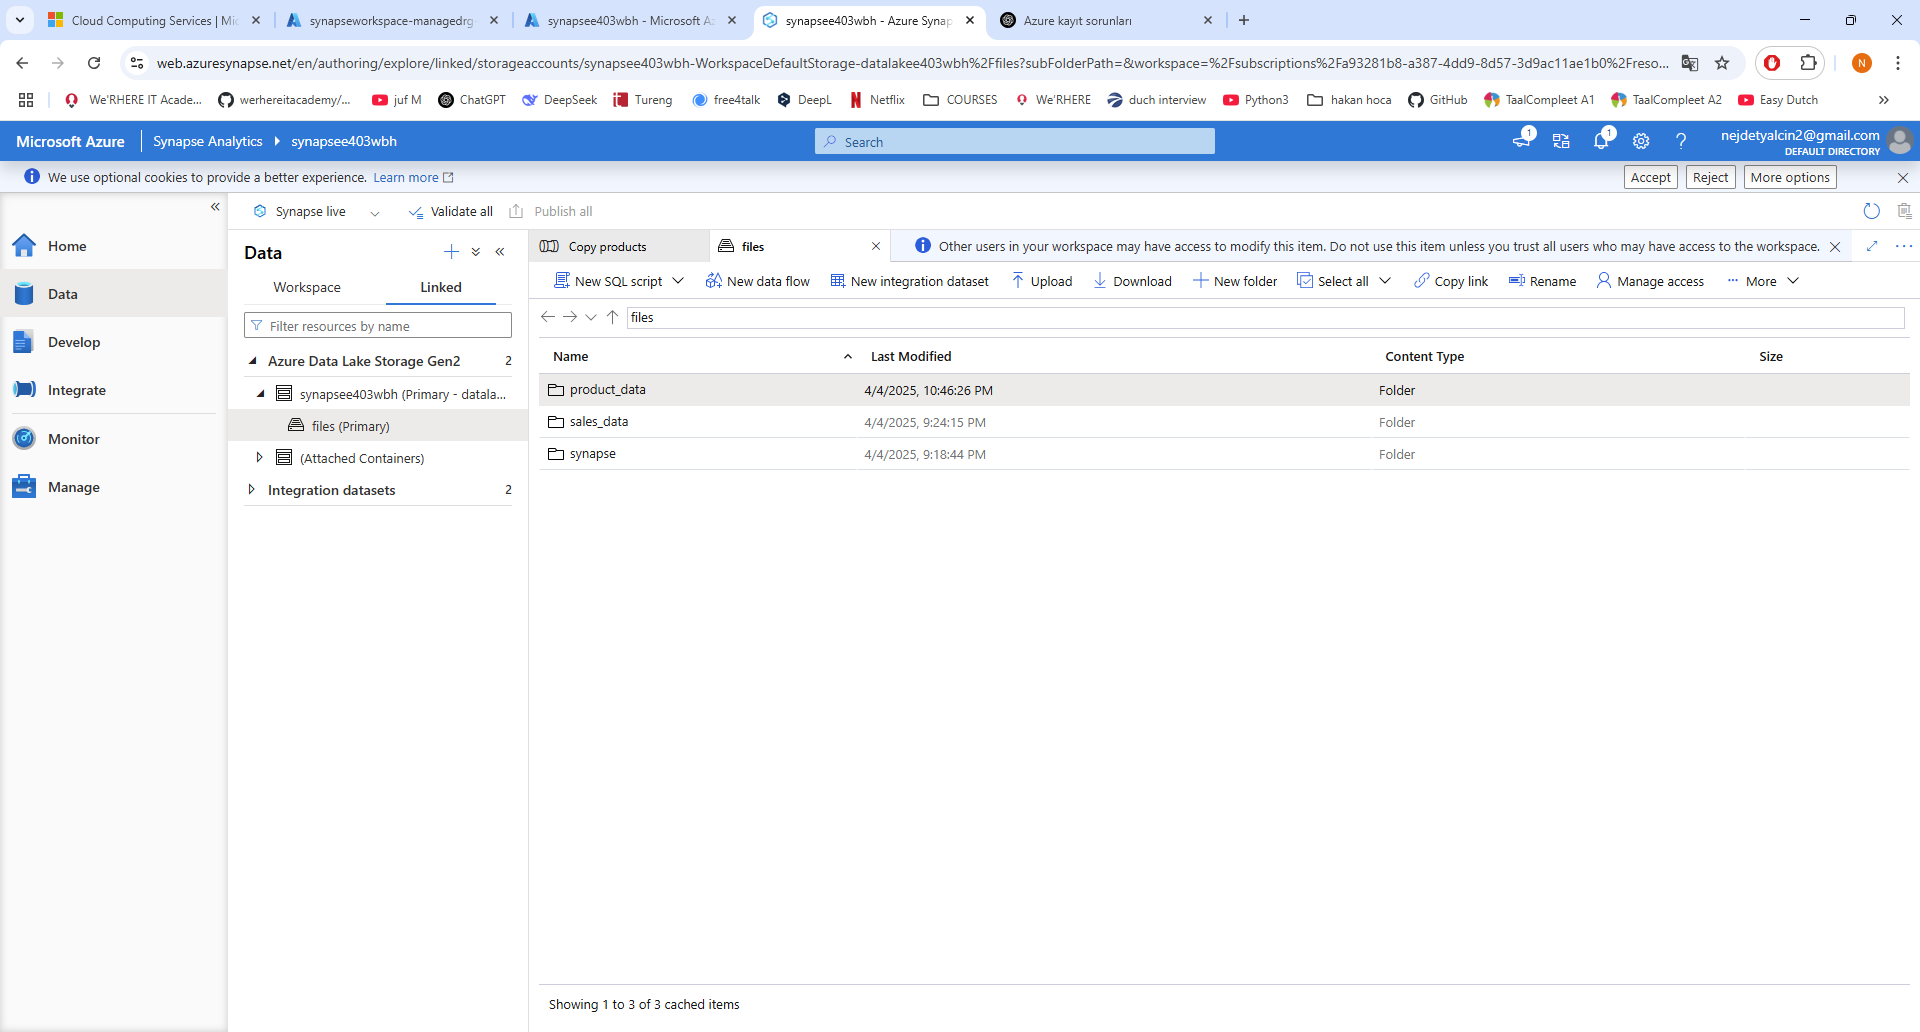 Cloud Computing Services | Mic
synapseworkspace-managedrg-
synapsee403wbh - Microsoft Az
synapsee403wbh - Azure Synap
Azure kayıt sorunları
web.azuresynapse.net/en/authoring/explore/linked/storageaccounts/synapsee403wbh-WorkspaceDefaultStorage-datalakee403wbh%2Ffiles?subFolderPath=&workspace=%2Fsubscriptions%2Fa93281b8-a387-4dd9-8d57-3d9ac11ae1b0%2Freso...
N
We'RHERE IT Acade...
werhereitacademy/...
juf M
ChatGPT
DeepSeek
Tureng
free4talk
DeepL
Netflix
COURSES
We'RHERE
duch interview
Python3
hakan hoca
GitHub
TaalCompleet A1
TaalCompleet A2
Easy Dutch
Microsoft Azure
Synapse Analytics
synapsee403wbh
Search
1
1
nejdetyalcin2@gmail.com
DEFAULT DIRECTORY
We use optional cookies to provide a better experience. Learn more
Accept
Reject
More options
Synapse live
Validate all
Publish all
Home
Data
Develop
Integrate
Monitor
Manage
Data
Workspace
Linked
Filter resources by name
Azure Data Lake Storage Gen2 2
synapsee403wbh (Primary - datala...
files (Primary)
(Attached Containers)
Integration datasets 2
Copy products
files
Other users in your workspace may have access to modify this item. Do not use this item unless you trust all users who may have access to the workspace.
New SQL script
New data flow
New integration dataset
Upload
Download
New folder
Select all
Copy link
Rename
Manage access
More
files
Name Last Modified Content Type Size
product_data 4/4/2025, 10:46:26 PM Folder
sales_data 4/4/2025, 9:24:15 PM Folder
synapse 4/4/2025, 9:18:44 PM Folder
Showing 1 to 3 of 3 cached items